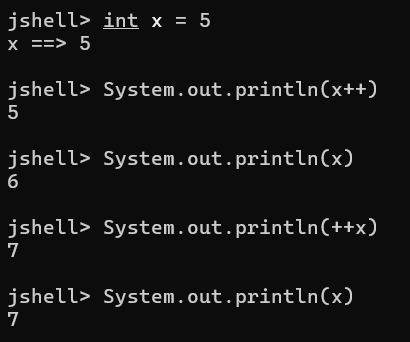 jshell> int x = 5
x ==> 5
jshell> System.out.println(x++)
5
jshell> System.out.println(x)
6
jshell> System.out.println(++x)
7
jshell> System.out.println(x)
7